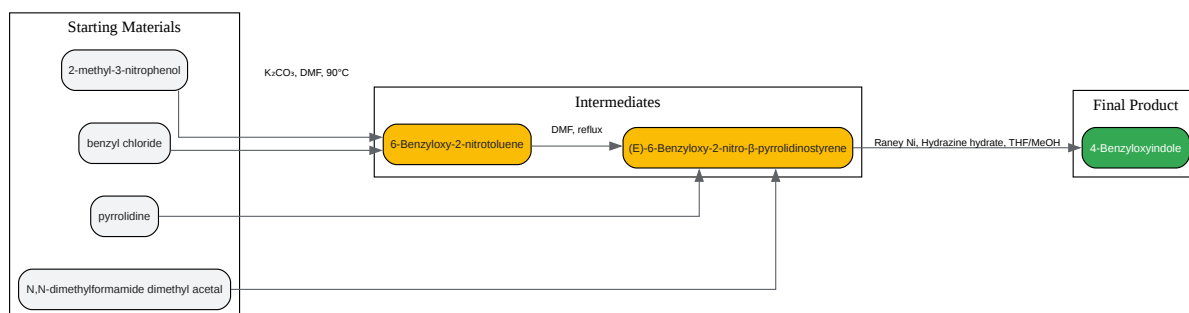 Starting Materials
2-methyl-3-nitrophenol
benzyl chloride
pyrrolidine
N,N-dimethylformamide dimethyl acetal
K₂CO₃, DMF, 90°C
Intermediates
6-Benzyloxy-2-nitrotoluene
DMF, reflux
(E)-6-Benzyloxy-2-nitro-β-pyrrolidinostyrene
Raney Ni, Hydrazine hydrate, THF/MeOH
Final Product
4-Benzyloxyindole